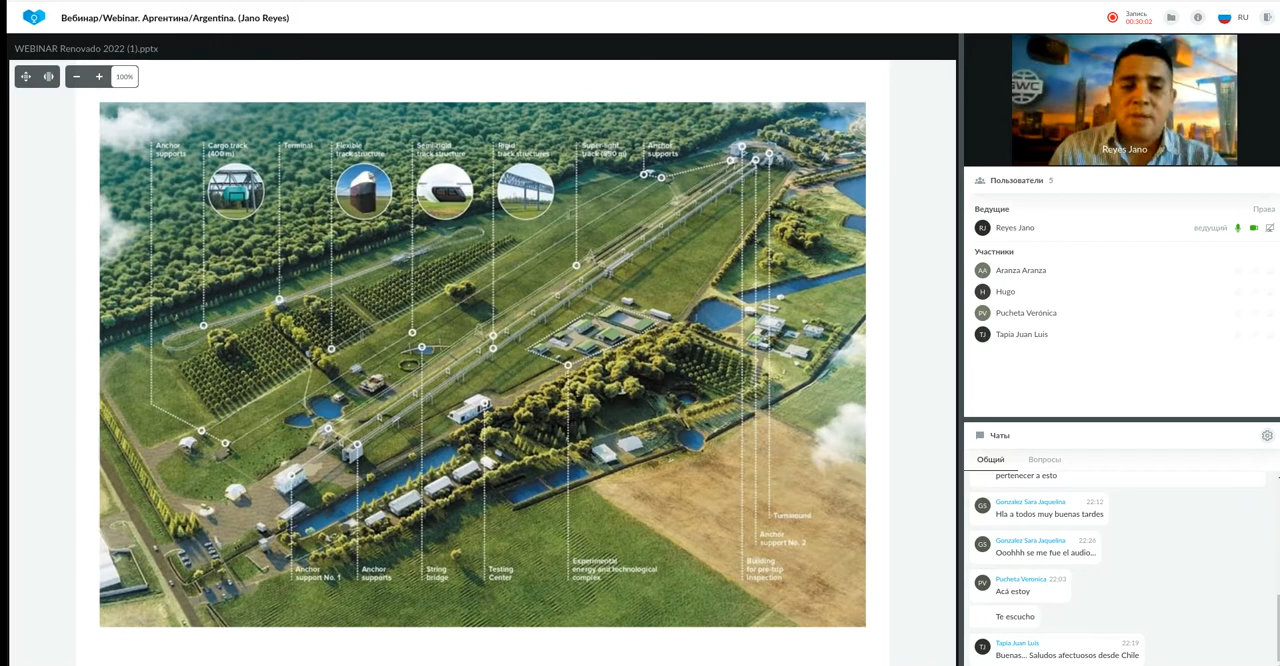 Вебинар/Webinar. Аргентина/Argentina. (Jano Reyes)
Запись
00:30:02
RU
WEBINAR Renovado 2022 (1).pptx
100%
Anchor
supports
Cargo track
(400 m)
Terminal
Flexible
track structure
Semi-rigid
track structure
Rigid
track structures
Super-light
track (850 m)
Anchor
supports
Turnaround
Anchor
support No. 2
Anchor
support No. 1
Anchor
supports
String
bridge
Testing
Center
Experimental
energy and technological
complex
Building
for pre-trip
inspection
Reyes Jano
Пользователи 5
Ведущие
Права
RJ
Reyes Jano
ведущий
Участники
AA
Aranza Aranza
H
Hugo
PV
Pucheta Verónica
TJ
Tapia Juan Luis
Чаты
Общий
Вопросы
pertenecer a esto
GS
Gonzalez Sara Jaquelina 22:12
Hla a todos muy buenas tardes
GS
Gonzalez Sara Jaquelina 22:26
Ooohhh se me fue el audio...
PV
Pucheta Veronica 22:03
Acá estoy
Te escucho
TJ
Tapia Juan Luis 22:19
Buenas... Saludos afectuosos desde Chile